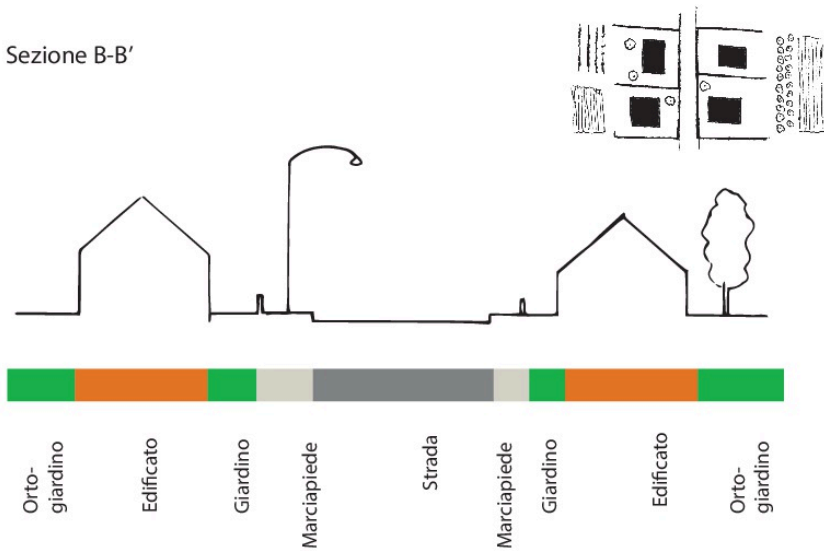 Sezione B-B'
Orto-
giardino
Edificato
Giardino
Marciapiede
Strada
Marciapiede
Giardino
Edificato
Orto-
giardino